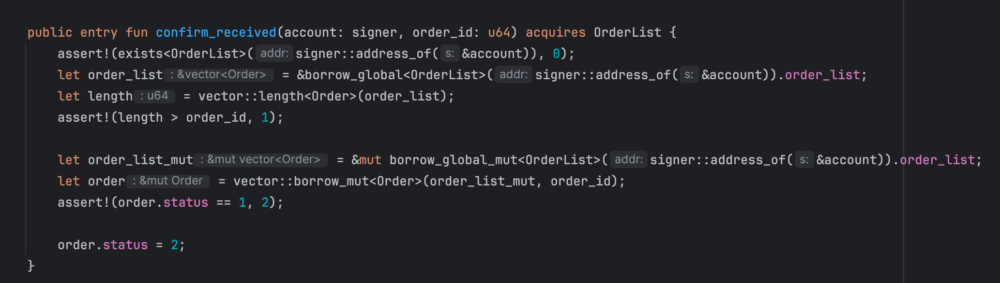 public entry fun confirm_received(account: signer, order_id: u64) acquires OrderList {
    assert!(exists<OrderList>( addr: signer::address_of( s: &account)), 0);
    let order_list : &vector<Order> = &borrow_global<OrderList>( addr: signer::address_of( s: &account)).order_list;
    let length : u64 = vector::length<Order>(order_list);
    assert!(length > order_id, 1);
    let order_list_mut : &mut vector<Order> = &mut borrow_global_mut<OrderList>( addr: signer::address_of( s: &account)).order_list;
    let order : &mut Order = vector::borrow_mut<Order>(order_list_mut, order_id);
    assert!(order.status == 1, 2);
    order.status = 2;
}